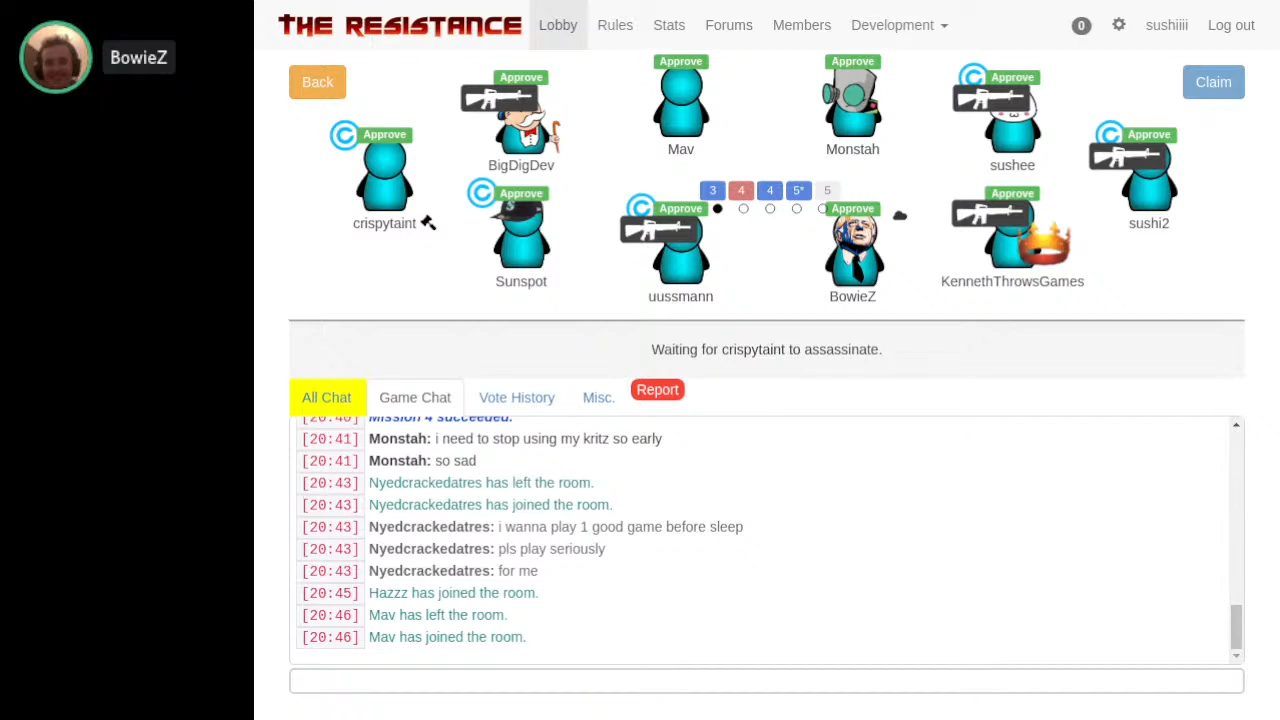 BowieZ
THE RESISTANCE
Lobby
Rules
Stats
Forums
Members
Development
0
sushiiii
Log out
Back
Claim
Approve
crispytaint
Approve
BigDigDev
Approve
Mav
Approve
Monstah
Approve
sushee
Approve
sushi2
Approve
Sunspot
Approve
uussmann
3 4 4 5* 5
Approve
BowieZ
Approve
KennethThrowsGames
Waiting for crispytaint to assassinate.
All Chat
Game Chat
Vote History
Misc.
Report
[20:40] Mission 4 succeeded.
[20:41] Monstah: i need to stop using my kritz so early
[20:41] Monstah: so sad
[20:43] Nyedcrackedatres has left the room.
[20:43] Nyedcrackedatres has joined the room.
[20:43] Nyedcrackedatres: i wanna play 1 good game before sleep
[20:43] Nyedcrackedatres: pls play seriously
[20:43] Nyedcrackedatres: for me
[20:45] Hazzz has joined the room.
[20:46] Mav has left the room.
[20:46] Mav has joined the room.